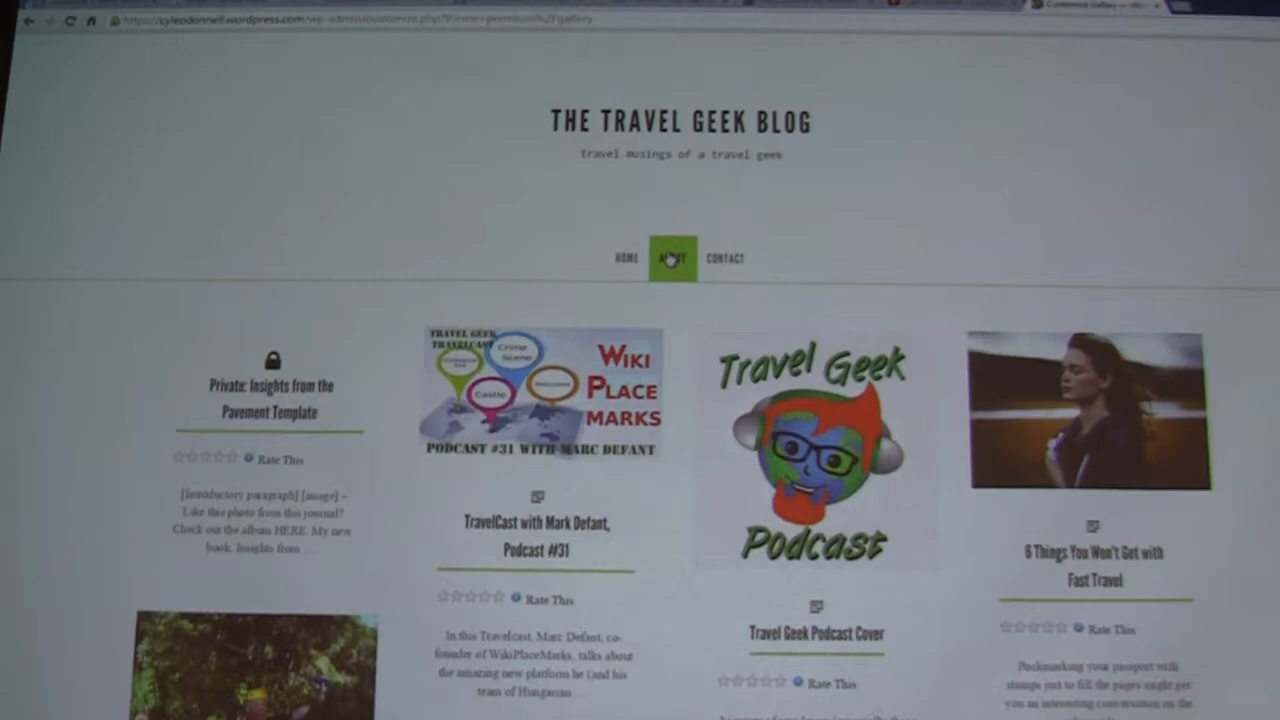 https://cyleodonnell.wordpress.com/wp-admin/customize.php?theme=premium%2Fgallery
Customize Gallery —
THE TRAVEL GEEK BLOG
travel musings of a travel geek
HOME
ABOUT
CONTACT
Private: Insights from the
Pavement Template
Rate This
[Introductory paragraph] [image] –
Like this photo from this journal?
Check out the album HERE. My new
book, Insights from ...
TRAVEL GEEK
TRAVELCAST
Crime
Scene
Castle
WIKI
PLACE
MARKS
PODCAST #31 WITH MARC DEFANT
TravelCast with Mark Defant,
Podcast #31
Rate This
In this Travelcast, Marc Defant, co-
founder of WikiPlaceMarks, talks about
the amazing new platform he (and his
team of Hungarian ...
Travel Geek
Podcast
Travel Geek Podcast Cover
Rate This
6 Things You Won't Get with
Fast Travel
Rate This
Pockmarking your passport with
stamps just to fill the pages might get
you an interesting conversation on the